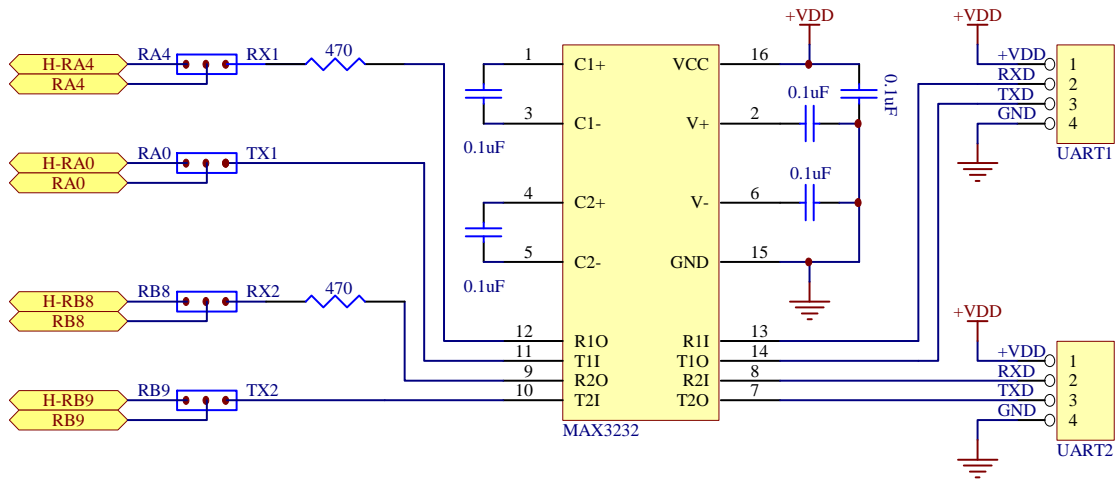 +VDD
+VDD
H-RA4
RA4
RA4
RX1
470
1
C1+
VCC
16
0.1uF
0.1uF
3
C1-
V+
2
0.1uF
+VDD
RXD
TXD
GND
1
2
3
4
UART1
H-RA0
RA0
RA0
TX1
4
C2+
V-
6
0.1uF
5
C2-
GND
15
0.1uF
H-RB8
RB8
RB8
RX2
470
12
R1O
R1I
13
11
T1I
T1O
14
9
R2O
R2I
8
10
T2I
T2O
7
MAX3232
H-RB9
RB9
RB9
TX2
+VDD
+VDD
RXD
TXD
GND
1
2
3
4
UART2